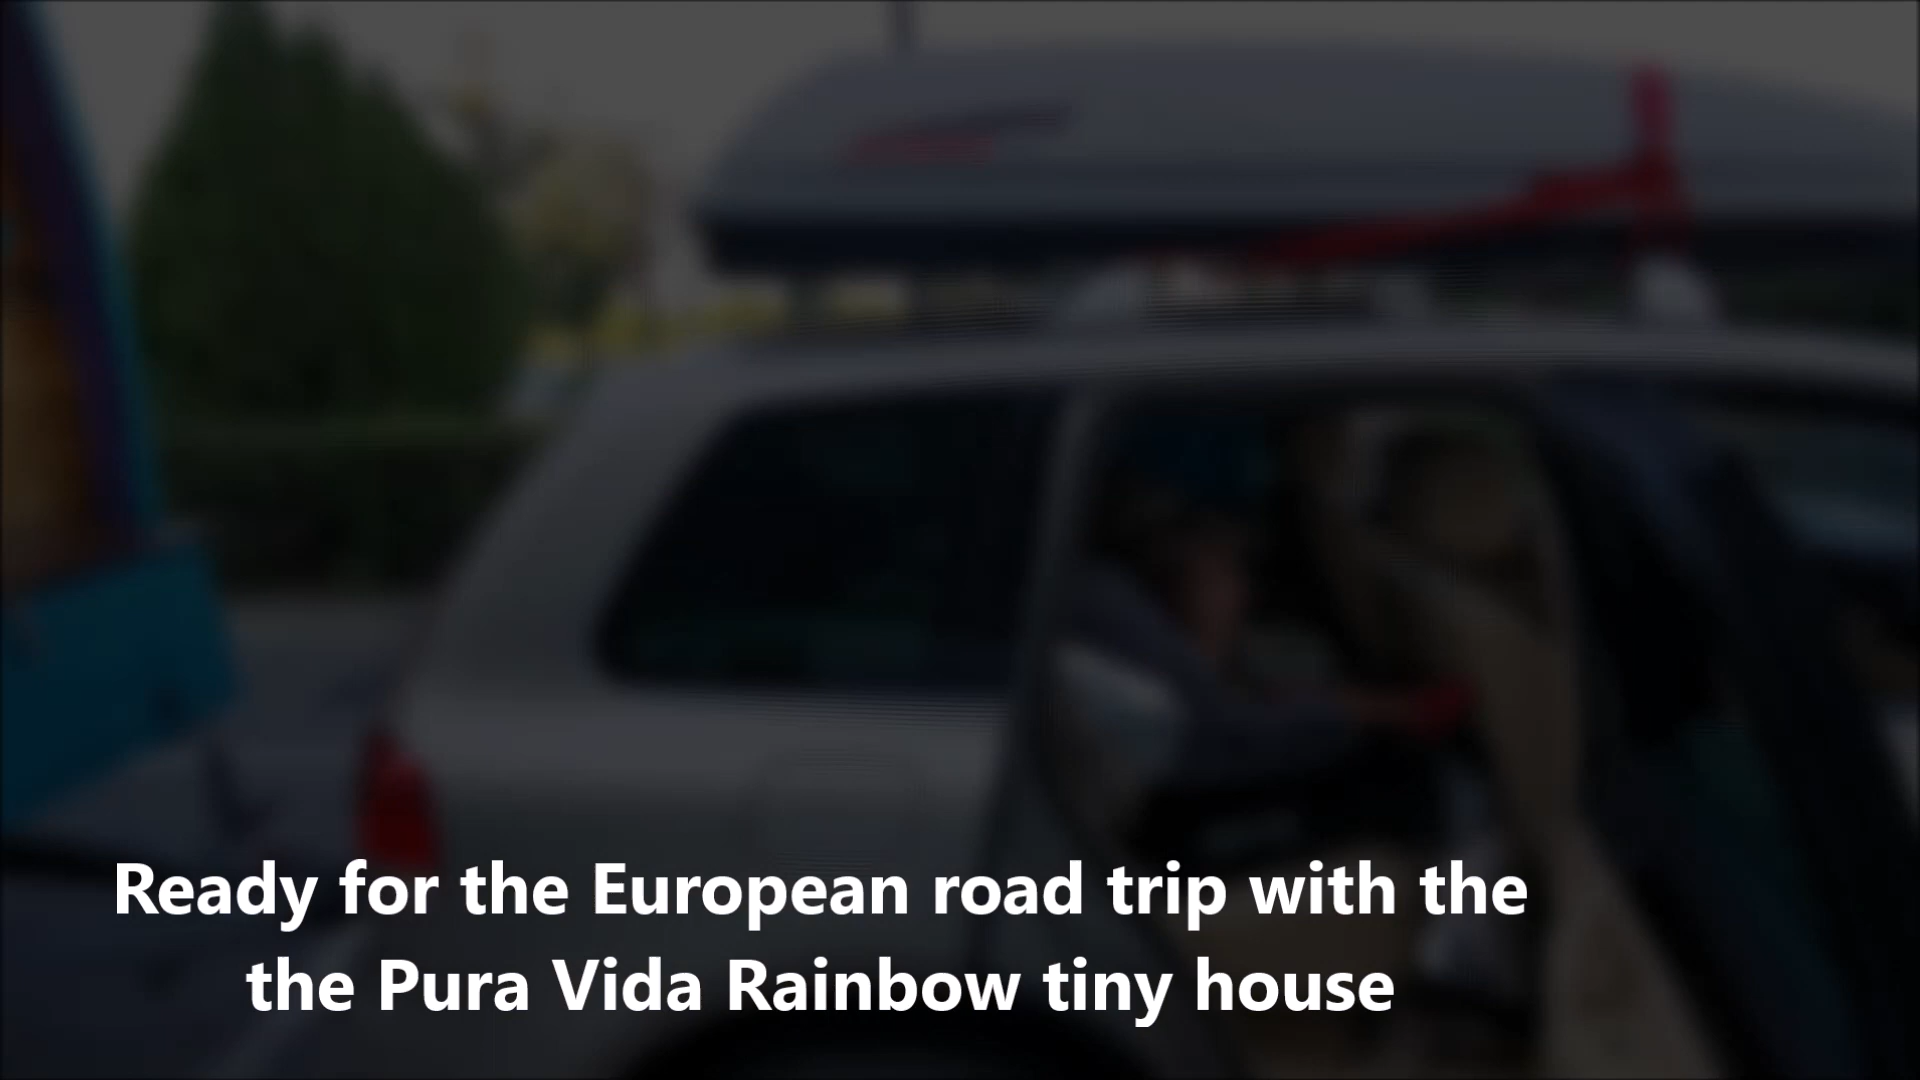 Ready for the European road trip with the
the Pura Vida Rainbow tiny house